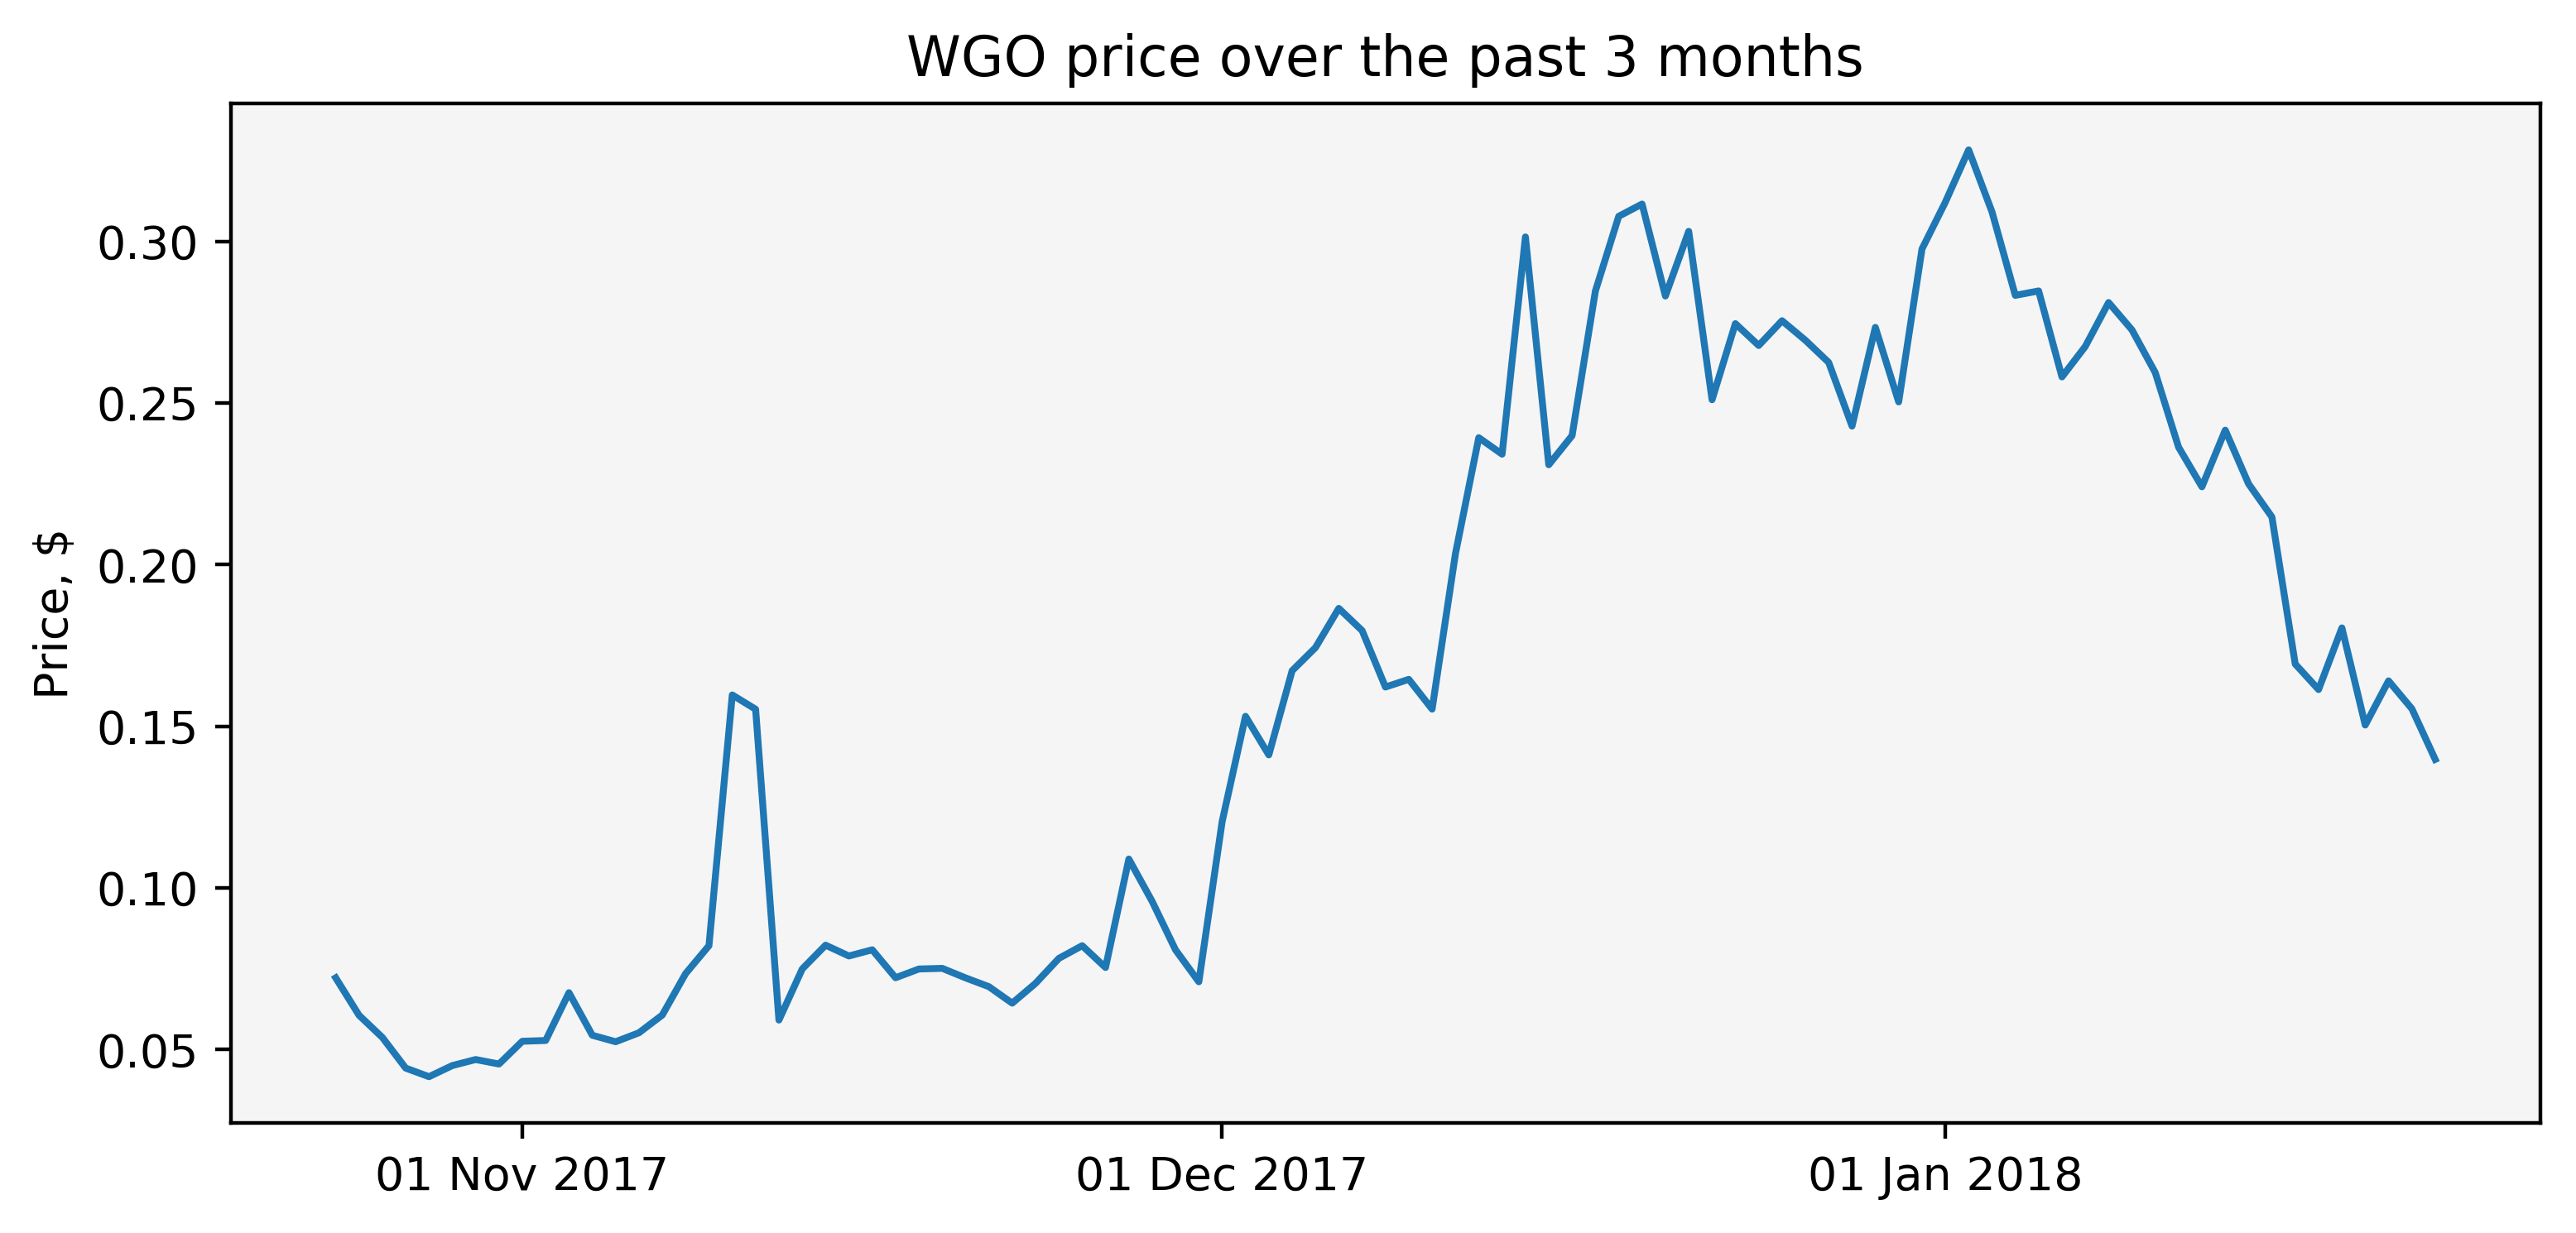 WGO price over the past 3 months
Price, $
0.30
0.25
0.20
0.15
0.10
0.05
01 Nov 2017
01 Dec 2017
01 Jan 2018